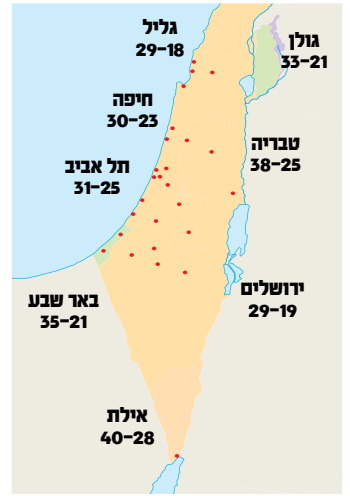 גליל
29-18
גולן
33-21
חיפה
30-23
טבריה
38-25
תל אביב
31-25
ירושלים
29-19
באר שבע
35-21
אילת
40-28